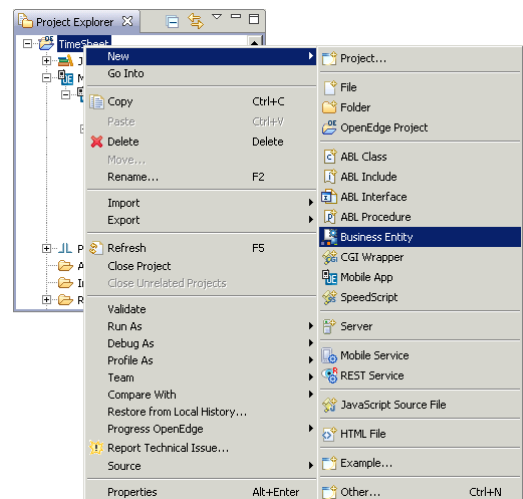 Project Explorer
TimeSheet
New
Go Into
Copy Ctrl+C
Paste Ctrl+V
Delete Delete
Move...
Rename... F2
Import
Export
Refresh F5
Close Project
Close Unrelated Projects
Validate
Run As
Debug As
Profile As
Team
Compare With
Restore from Local History...
Progress OpenEdge
Report Technical Issue...
Source
Properties Alt+Enter
Project...
File
Folder
OpenEdge Project
ABL Class
ABL Include
ABL Interface
ABL Procedure
Business Entity
CGI Wrapper
Mobile App
SpeedScript
Server
Mobile Service
REST Service
JavaScript Source File
HTML File
Example...
Other... Ctrl+N